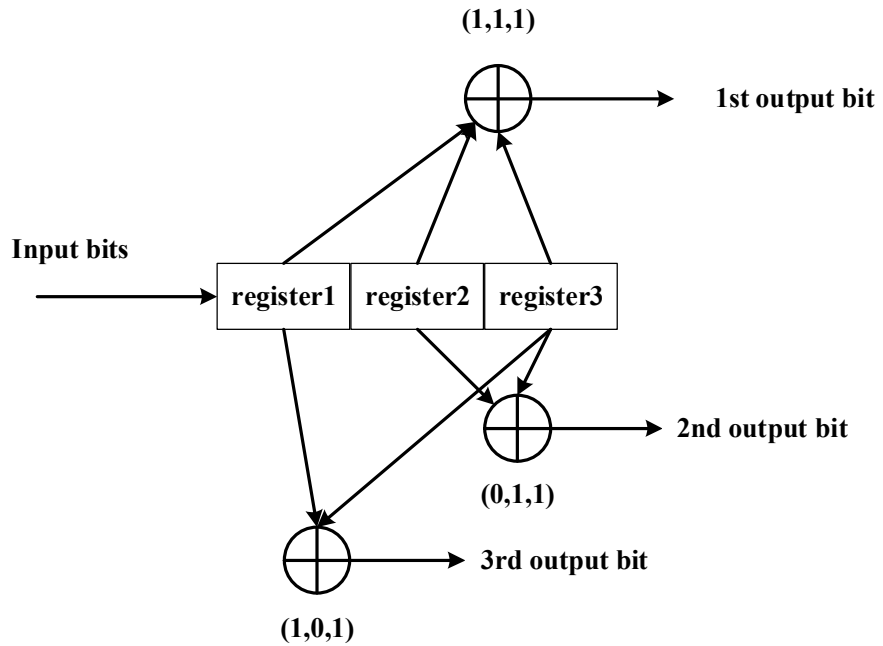 (1,1,1)
1st output bit
Input bits
register1 register2 register3
2nd output bit
(0,1,1)
3rd output bit
(1,0,1)